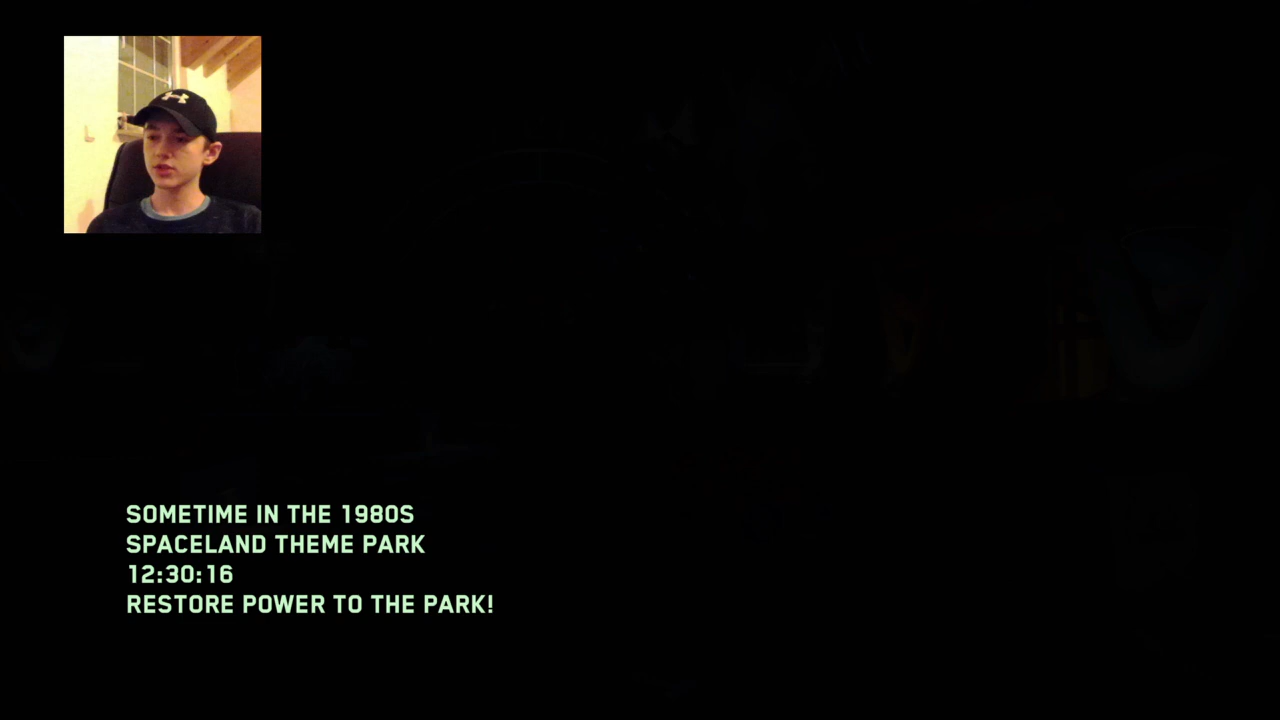 SOMETIME IN THE 1980S
SPACELAND THEME PARK
12:30:16
RESTORE POWER TO THE PARK!